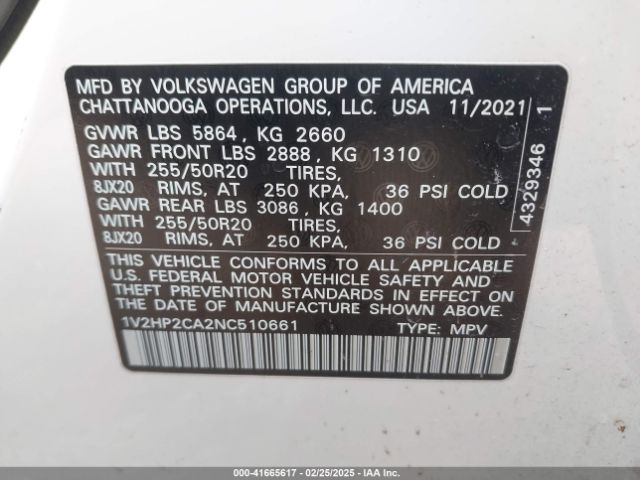 MFD BY VOLKSWAGEN GROUP OF AMERICA
CHATTANOOGA OPERATIONS, LLC. USA 11/2021
GVWR LBS 5864, KG 2660
GAWR FRONT LBS 2888, KG 1310
WITH 255/50R20 TIRES,
8JX20 RIMS, AT 250 KPA, 36 PSI COLD
GAWR REAR LBS 3086, KG 1400
WITH 255/50R20 TIRES,
8JX20 RIMS, AT 250 KPA, 36 PSI COLD
THIS VEHICLE CONFORMS TO ALL APPLICABLE
U.S. FEDERAL MOTOR VEHICLE SAFETY AND
THEFT PREVENTION STANDARDS IN EFFECT ON
THE DATE OF MANUFACTURE SHOWN ABOVE.
1V2HP2CA2NC510661 TYPE: MPV
4329346 1
000-41665617 - 02/25/2025 - IAA Inc.